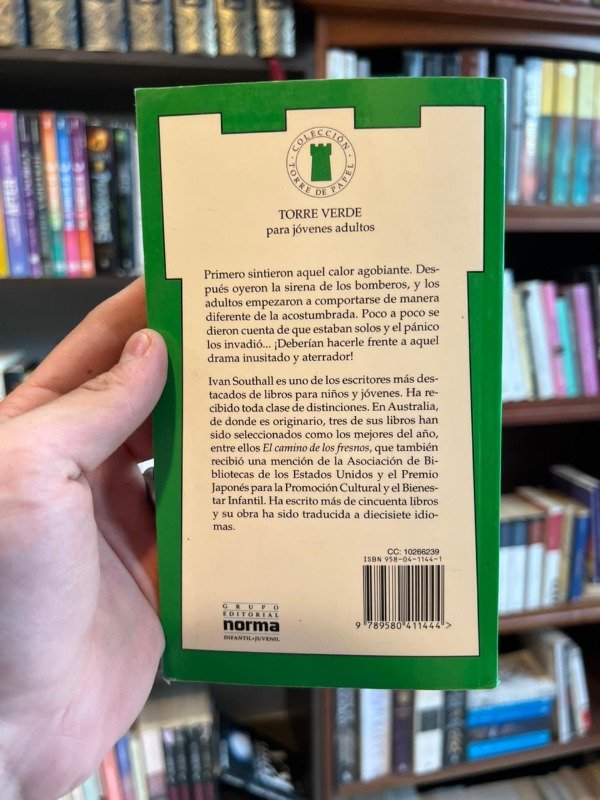 COLECCIÓN
· TORRE DE PAPEL ·
TORRE VERDE
para jóvenes adultos
Primero sintieron aquel calor agobiante. Des-
pués oyeron la sirena de los bomberos, y los
adultos empezaron a comportarse de manera
diferente de la acostumbrada. Poco a poco se
dieron cuenta de que estaban solos y el pánico
los invadió... ¡Deberían hacerle frente a aquel
drama inusitado y aterrador!
Ivan Southall es uno de los escritores más des-
tacados de libros para niños y jóvenes. Ha re-
cibido toda clase de distinciones. En Australia,
de donde es originario, tres de sus libros han
sido seleccionados como los mejores del año,
entre ellos El camino de los fresnos, que también
recibió una mención de la Asociación de Bi-
bliotecas de los Estados Unidos y el Premio
Japonés para la Promoción Cultural y el Bienes-
tar Infantil. Ha escrito más de cincuenta libros
y su obra ha sido traducida a diecisiete idio-
mas.
CC: 10266239
ISBN 958-04-1144-1
9 789580 411444 >
GRUPO
EDITORIAL
norma
INFANTIL-JUVENIL